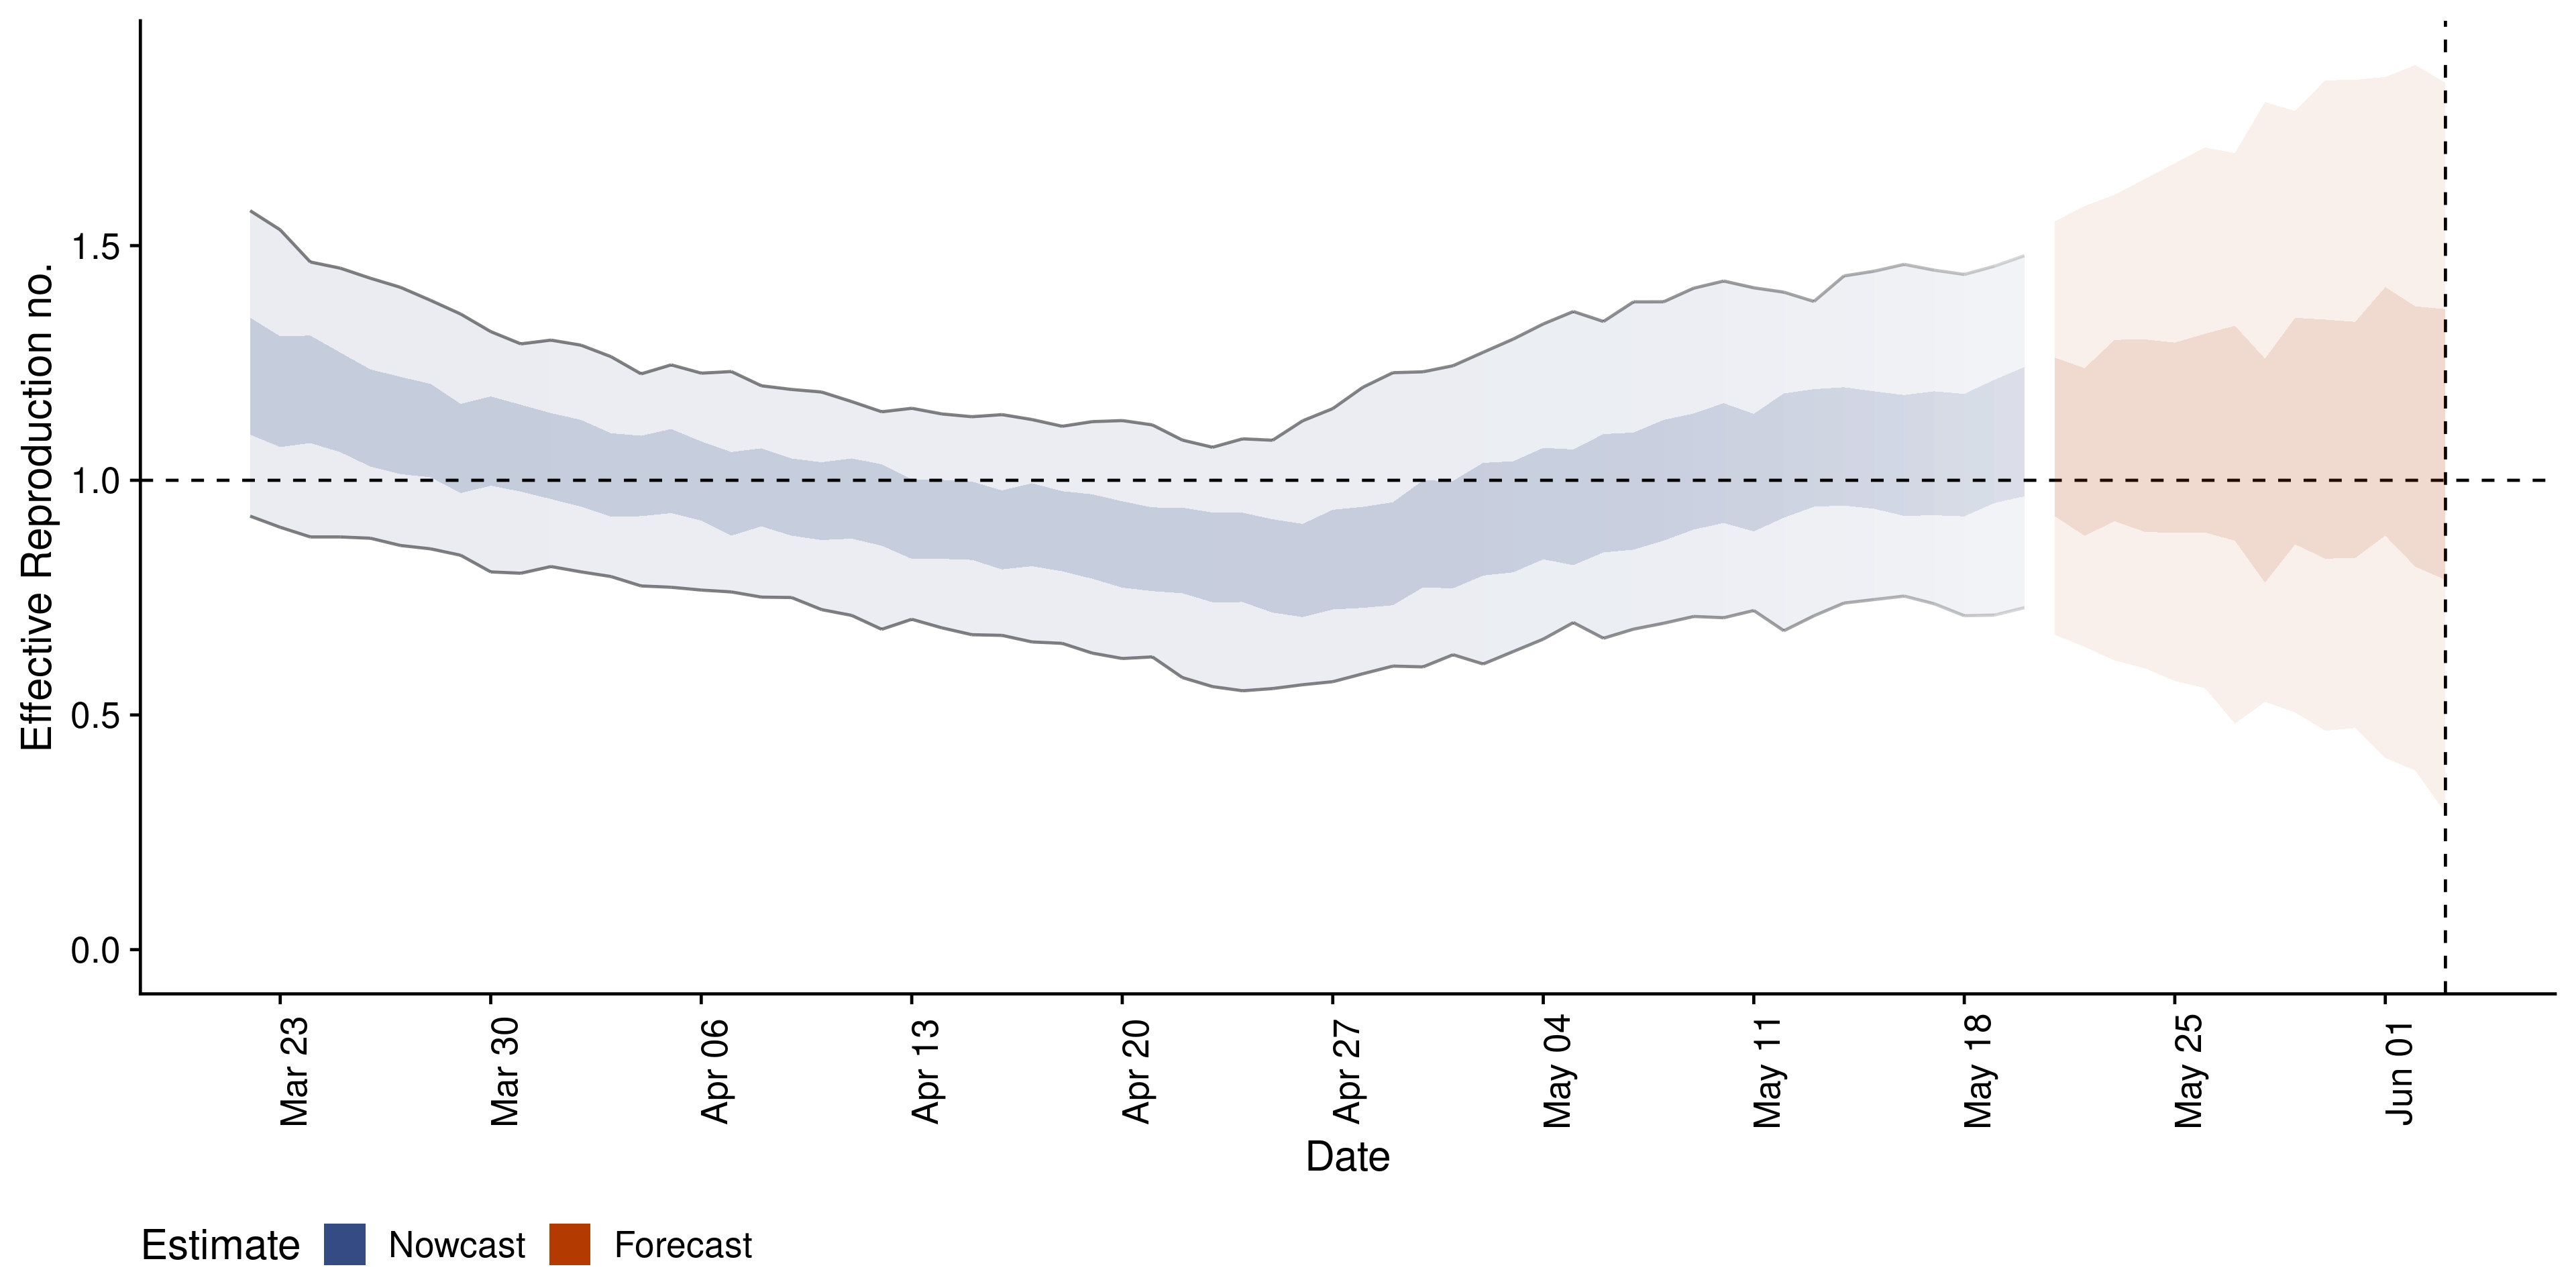 Effective Reproduction no.
1.5
1.0
0.5
0.0
Mar 23
Mar 30
Apr 06
Apr 13
Apr 20
Apr 27
May 04
May 11
May 18
May 25
Jun 01
Date
Estimate Nowcast Forecast